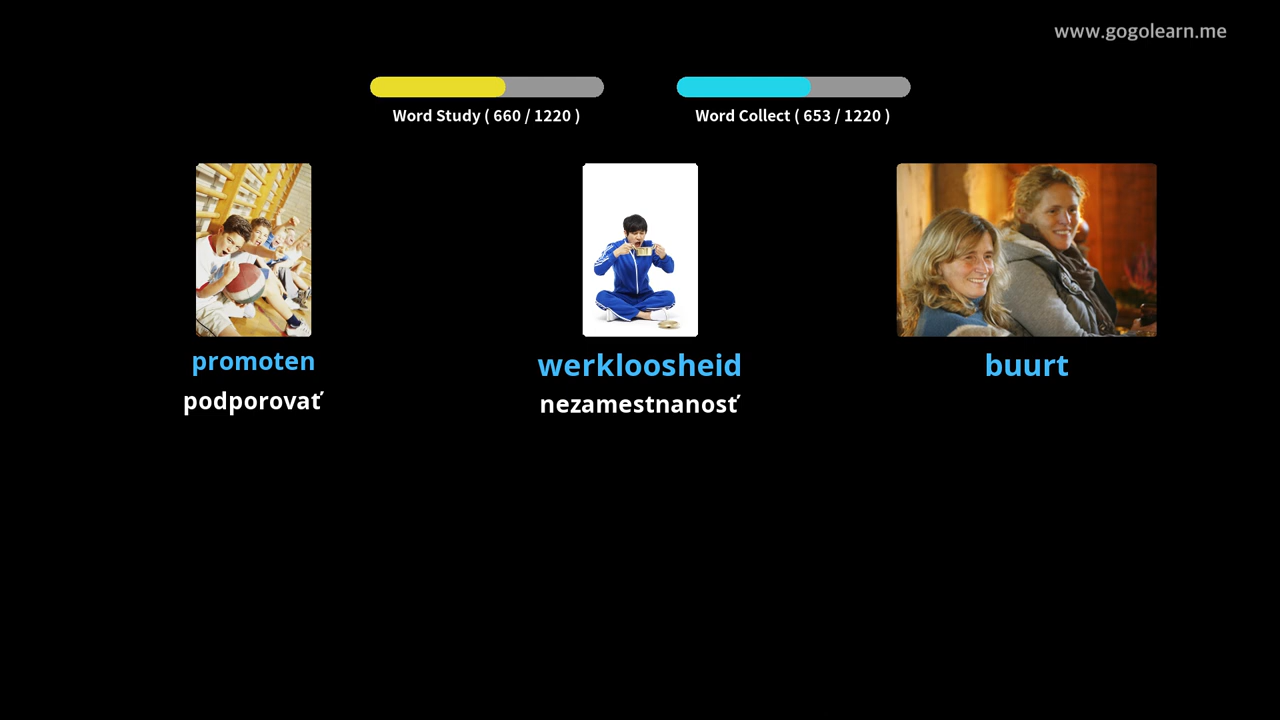 www.gogolearn.me
Word Study ( 660 / 1220 )
Word Collect ( 653 / 1220 )
promoten
werkloosheid
buurt
podporovať
nezamestnanosť